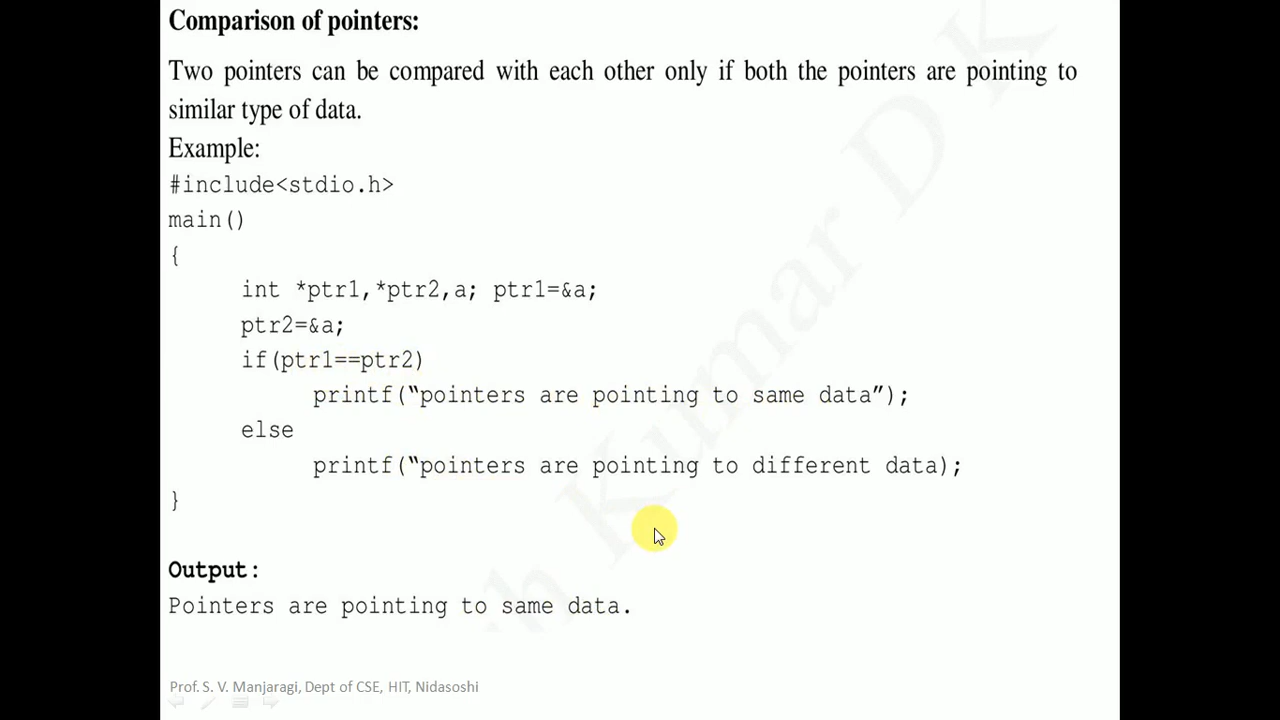 Comparison of pointers:
Two pointers can be compared with each other only if both the pointers are pointing to
similar type of data.
Example:
#include<stdio.h>
main()
{
int *ptr1,*ptr2,a; ptr1=&a;
ptr2=&a;
if(ptr1==ptr2)
printf(“pointers are pointing to same data”);
else
printf(“pointers are pointing to different data);
}
Output:
Pointers are pointing to same data.
Prof. S. V. Manjaragi, Dept of CSE, HIT, Nidasoshi
Kumar D K